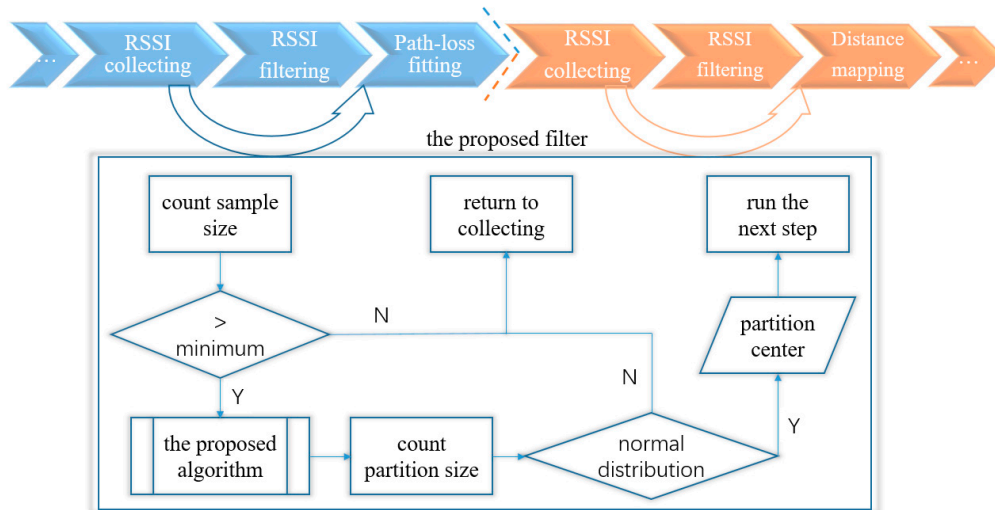 ...
RSSI
collecting
RSSI
filtering
Path-loss
fitting
RSSI
collecting
RSSI
filtering
Distance
mapping
...
the proposed filter
count sample
size
return to
collecting
run the
next step
>
minimum
N
partition
center
Y
N
Y
the proposed
algorithm
count
partition size
normal
distribution